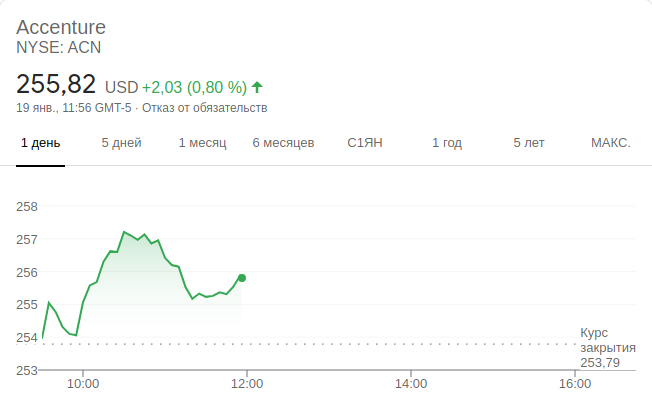 Accenture
NYSE: ACN
255,82 USD +2,03 (0,80 %)
19 янв., 11:56 GMT-5 · Отказ от обязательств
1 день 5 дней 1 месяц 6 месяцев С1ЯН 1 год 5 лет МАКС.
258
257
256
255
254
253
Курс
закрытия
253,79
10:00 12:00 14:00 16:00